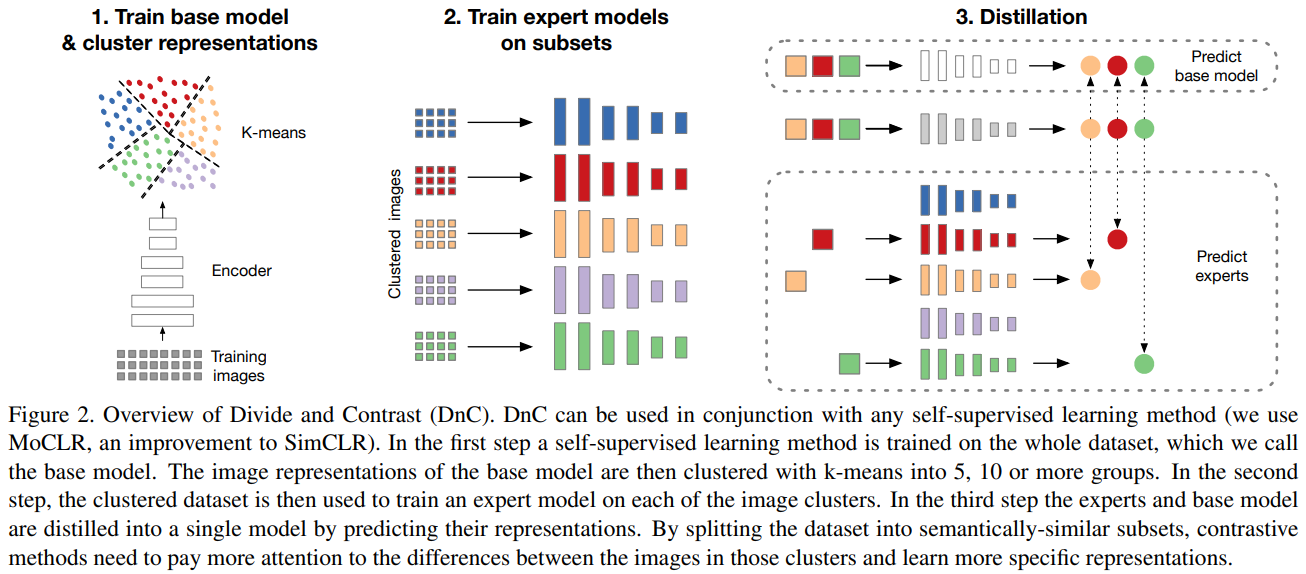 1. Train base model
& cluster representations
K-means
Encoder
Training
images
2. Train expert models
on subsets
Clustered images
3. Distillation
Predict
base model
Predict
experts
Figure 2. Overview of Divide and Contrast (DnC). DnC can be used in conjunction with any self-supervised learning method (we use
MoCLR, an improvement to SimCLR). In the first step a self-supervised learning method is trained on the whole dataset, which we call
the base model. The image representations of the base model are then clustered with k-means into 5, 10 or more groups. In the second
step, the clustered dataset is then used to train an expert model on each of the image clusters. In the third step the experts and base model
are distilled into a single model by predicting their representations. By splitting the dataset into semantically-similar subsets, contrastive
methods need to pay more attention to the differences between the images in those clusters and learn more specific representations.